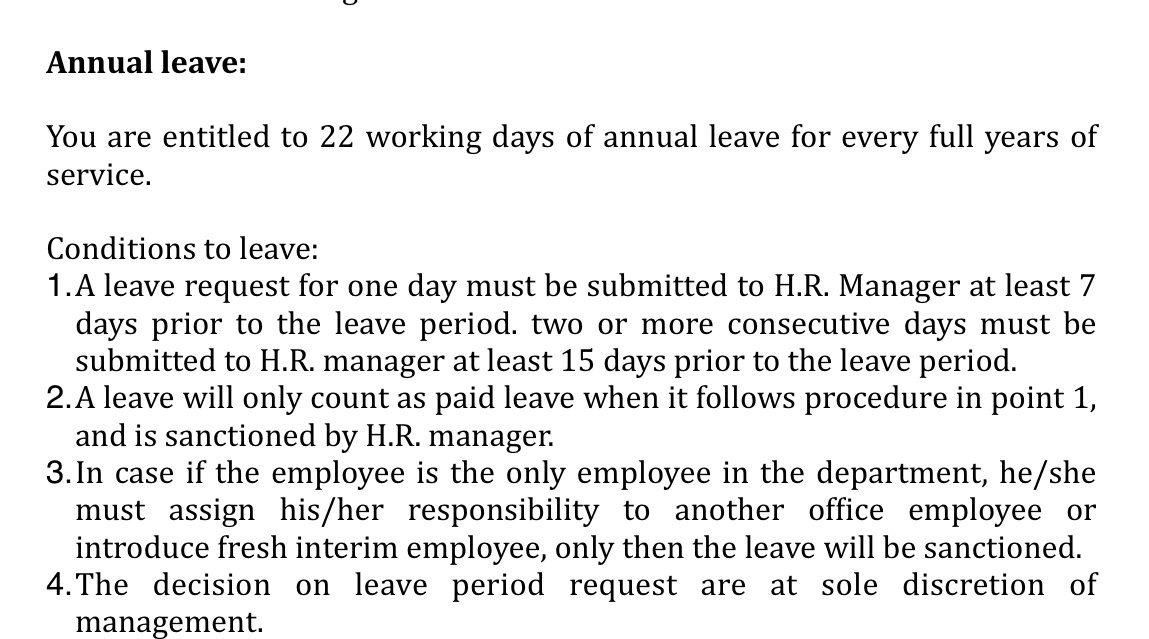 Annual leave:
You are entitled to 22 working days of annual leave for every full years of
service.
Conditions to leave:
1.A leave request for one day must be submitted to H.R. Manager at least 7
days prior to the leave period. two or more consecutive days must be
submitted to H.R. manager at least 15 days prior to the leave period.
2.A leave will only count as paid leave when it follows procedure in point 1,
and is sanctioned by H.R. manager.
3.In case if the employee is the only employee in the department, he/she
must assign his/her responsibility to another office employee or
introduce fresh interim employee, only then the leave will be sanctioned.
4.The decision on leave period request are at sole discretion of
management.